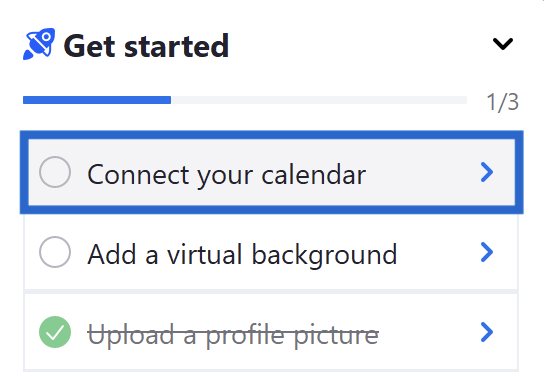 Get started
1/3
Connect your calendar
Add a virtual background
Upload a profile picture